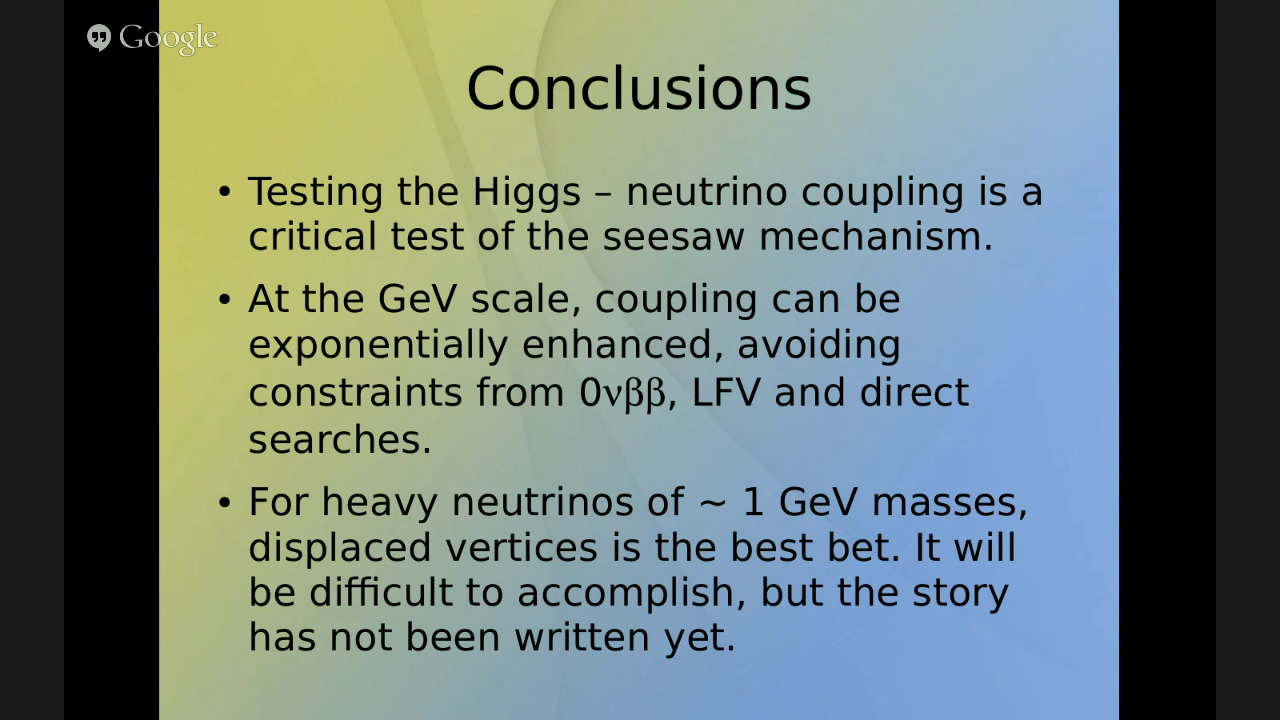 Google
Conclusions
• Testing the Higgs – neutrino coupling is a
critical test of the seesaw mechanism.
• At the GeV scale, coupling can be
exponentially enhanced, avoiding
constraints from 0νββ, LFV and direct
searches.
• For heavy neutrinos of ~ 1 GeV masses,
displaced vertices is the best bet. It will
be difficult to accomplish, but the story
has not been written yet.